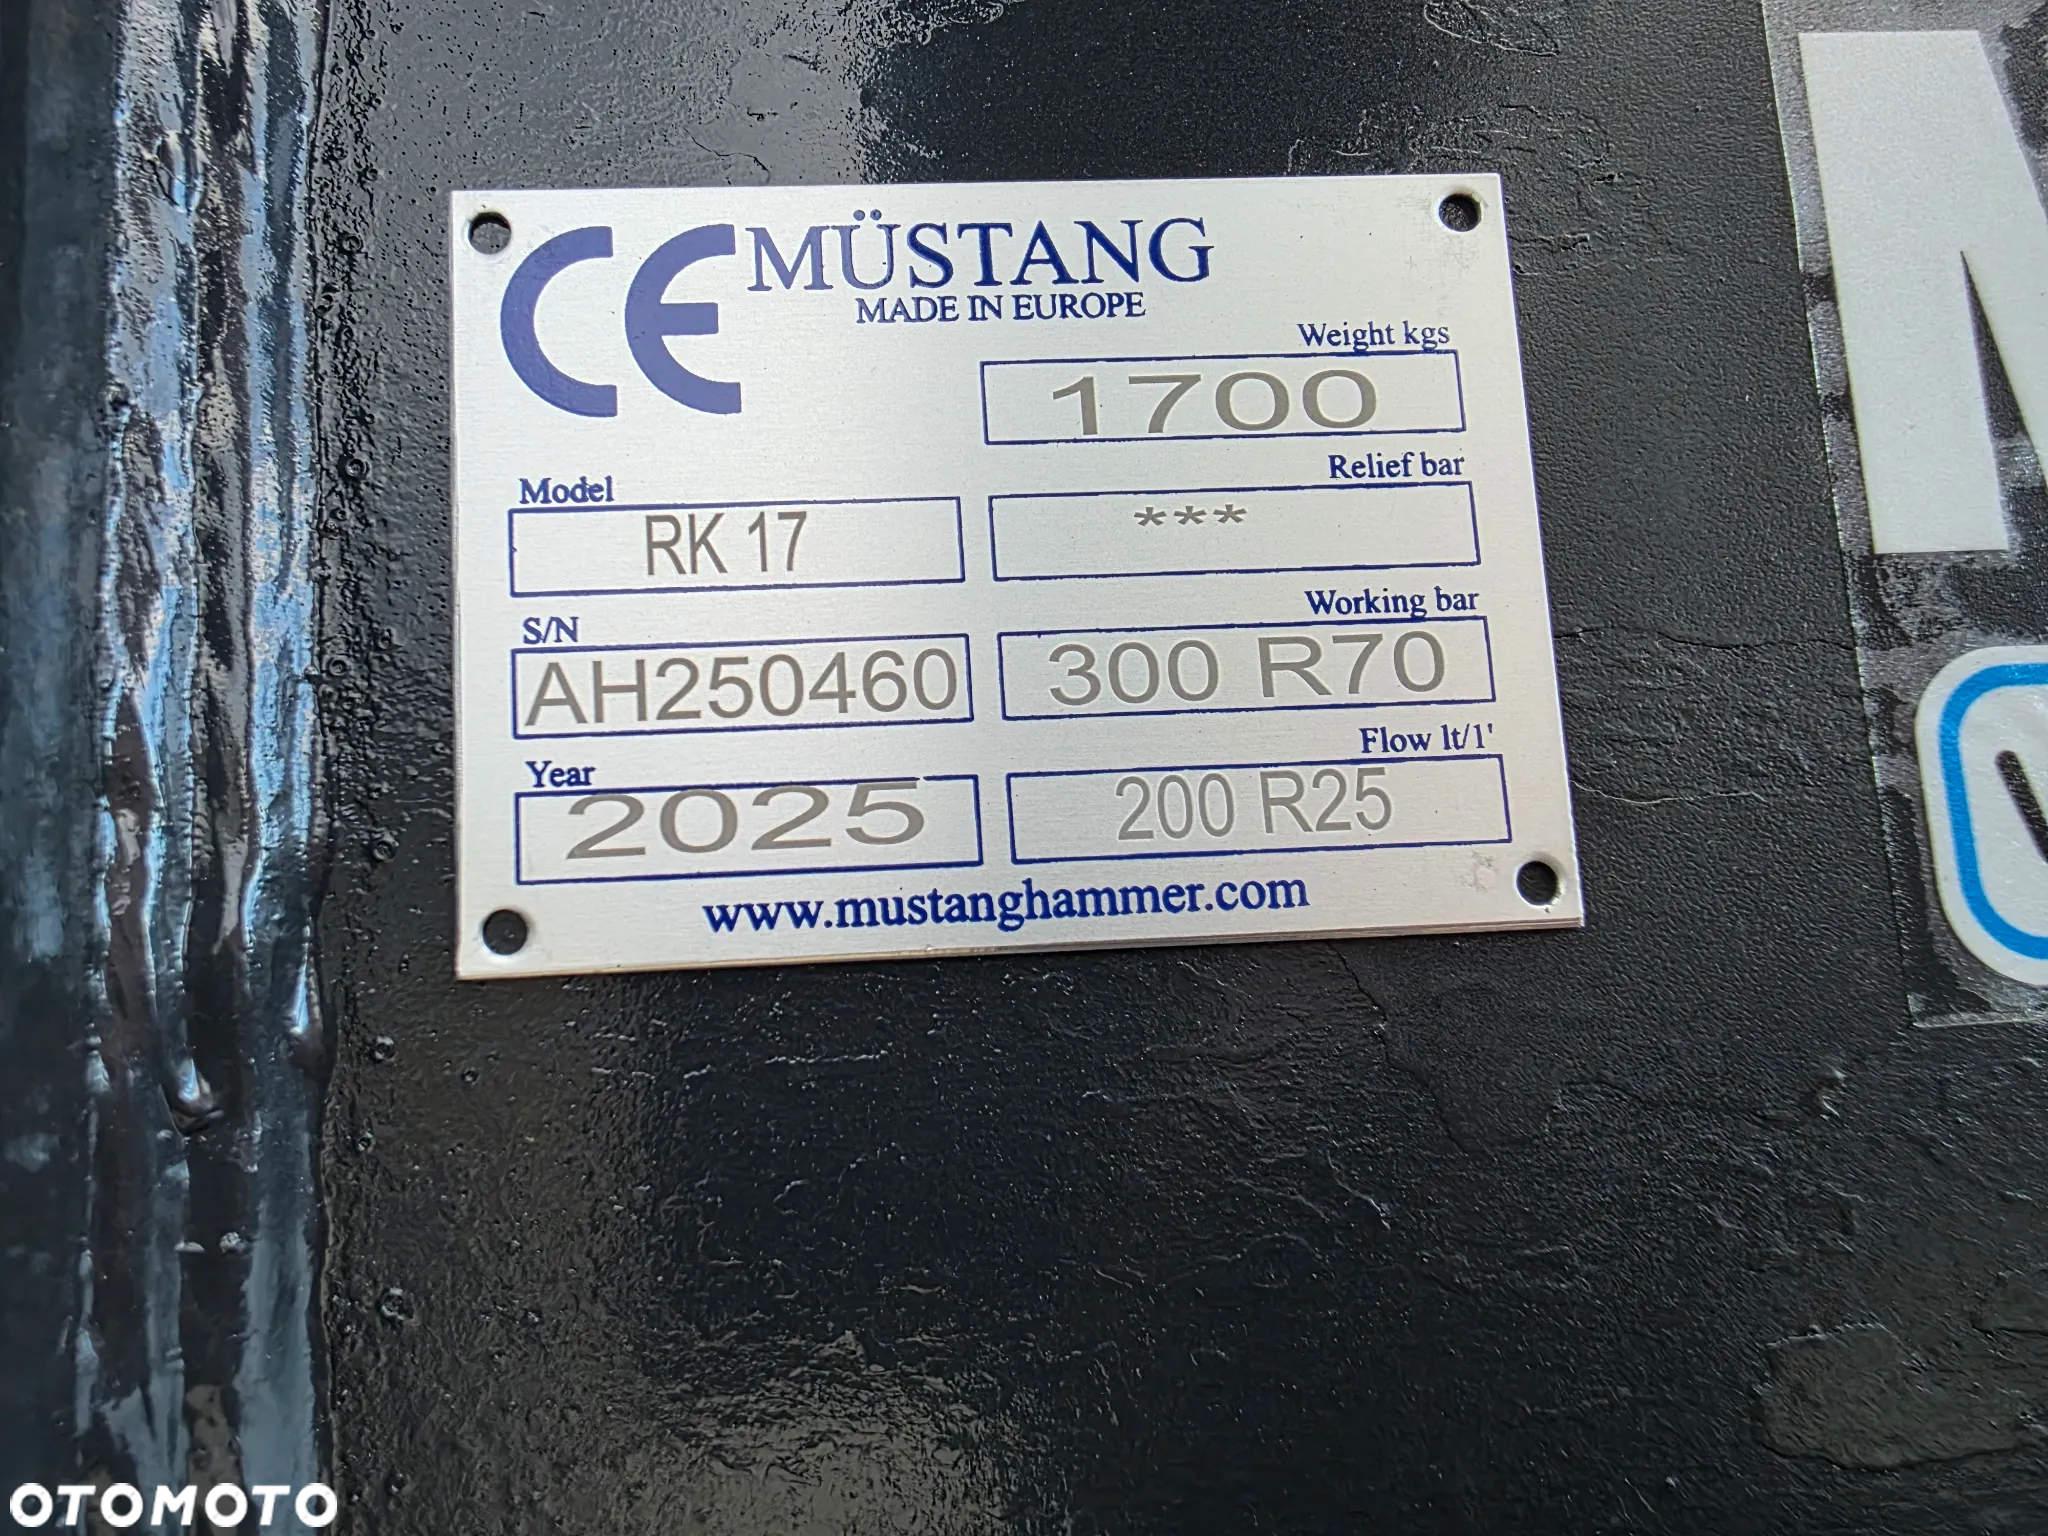 CE MÜSTANG
MADE IN EUROPE
Weight kgs
1700
Model
RK 17
Relief bar
***
S/N
AH250460
Working bar
300 R70
Year
2025
Flow lt/1'
200 R25
www.mustanghammer.com
M
OTOMOTO